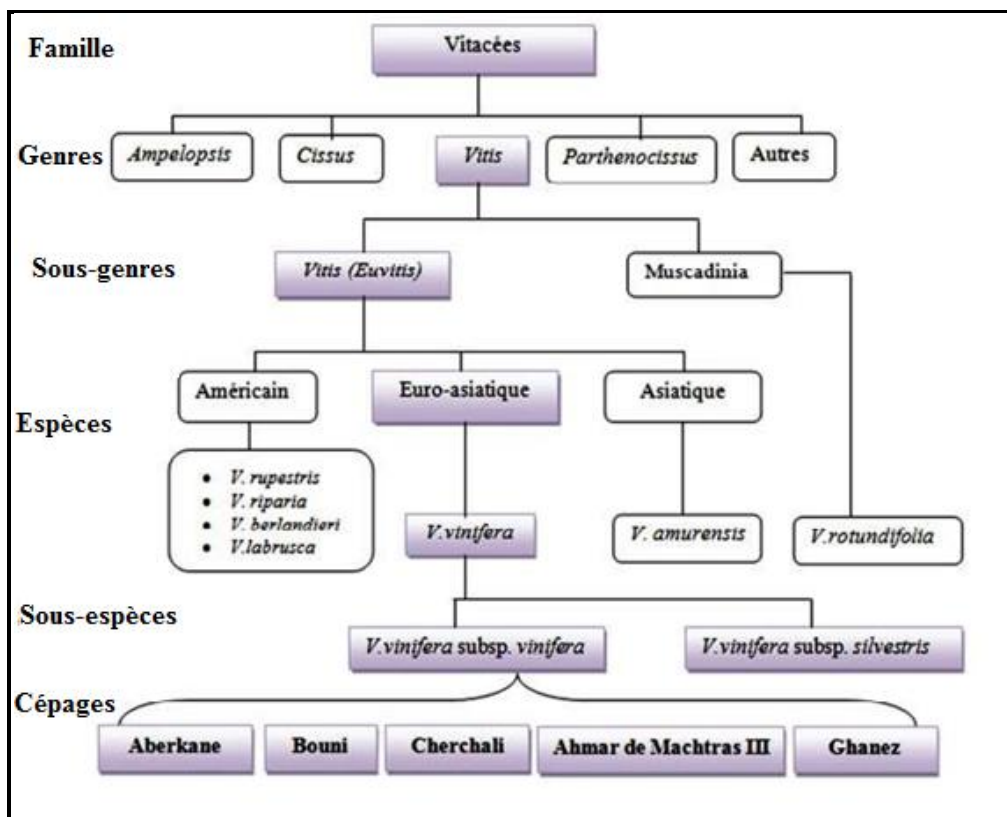 Famille
Vitacées
Genres
Ampelopsis
Cissus
Vitis
Parthenocissus
Autres
Sous-genres
Vitis (Euvitis)
Muscadinia
Américain
Euro-asiatique
Asiatique
Espèces
• V. rupestris
• V. riparia
• V. berlandieri
• V.labrusca
V.vinifera
V. amurensis
V.rotundifolia
Sous-espèces
V.vinifera subsp. vinifera
V.vinifera subsp. silvestris
Cépages
Aberkane
Bouni
Cherchali
Ahmar de Machtras III
Ghanez